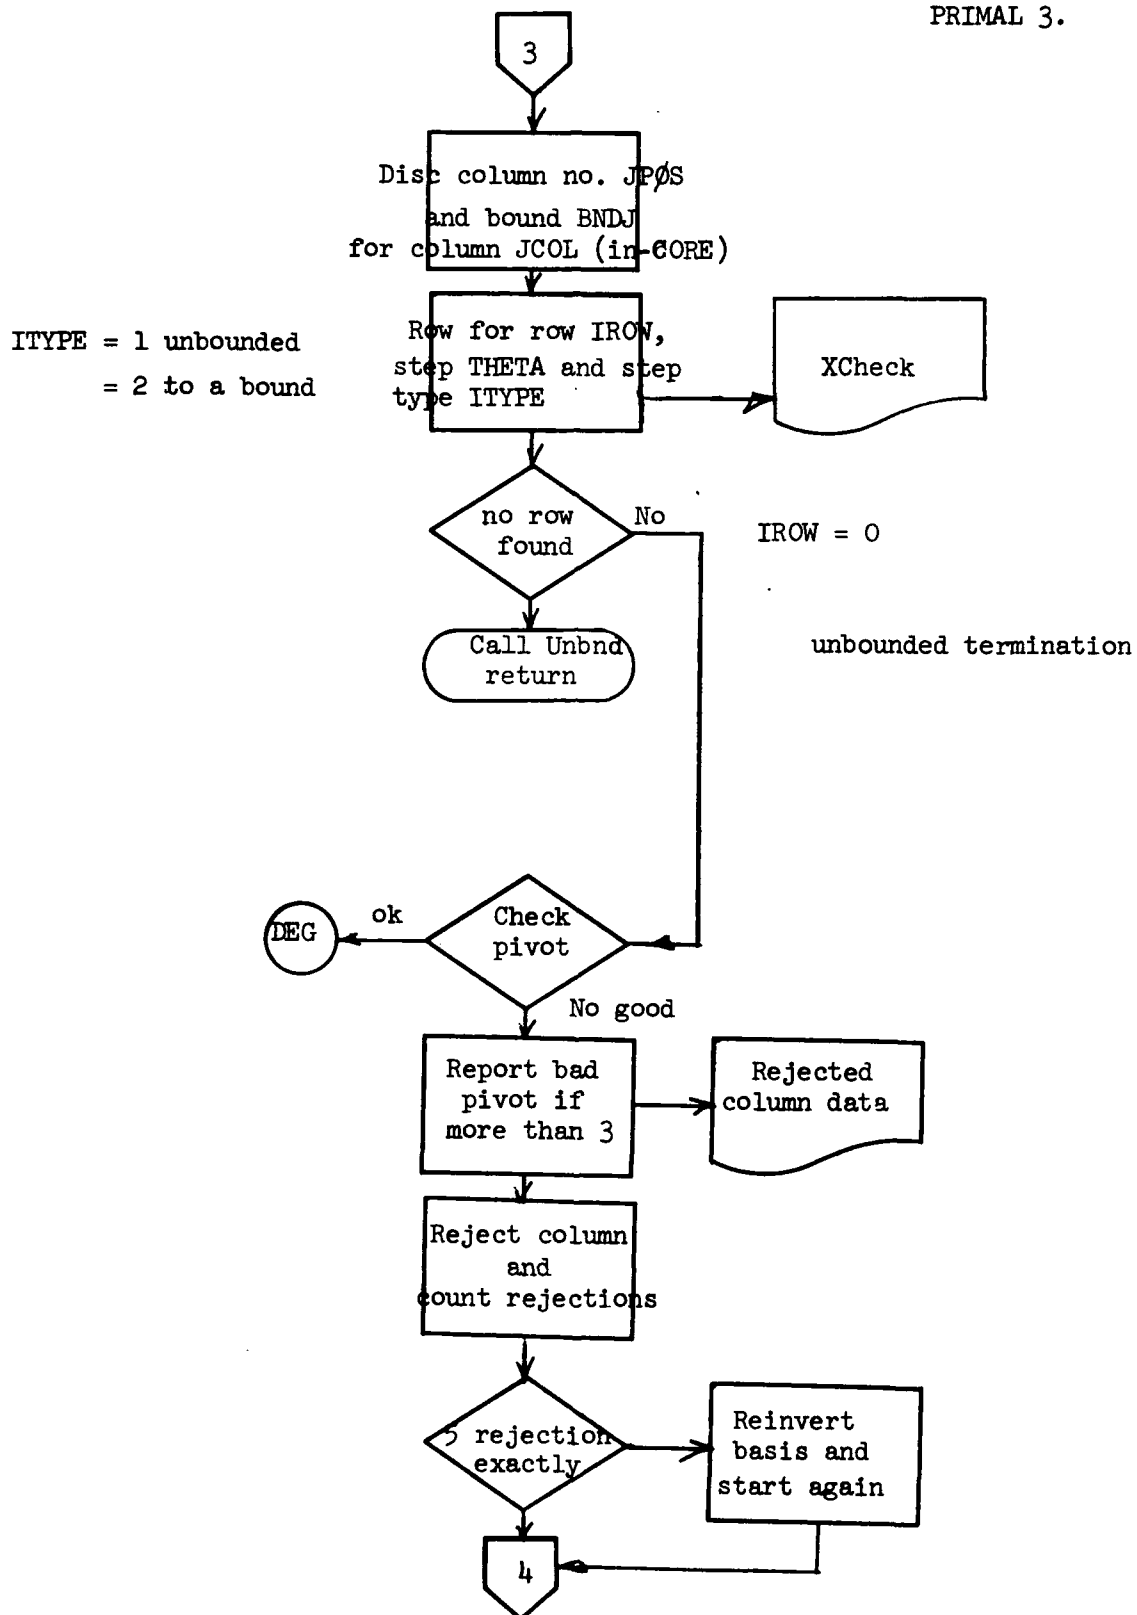 PRIMAL 3.
3
Disc column no. JPØS
and bound BNDJ
for column JCOL (in-CORE)
ITYPE = 1 unbounded
= 2 to a bound
Row for row IROW,
step THETA and step
type ITYPE
XCheck
no row
found
No
IROW = 0
Call Unbnd
return
unbounded termination
DEG
ok
Check
pivot
No good
Report bad
pivot if
more than 3
Rejected
column data
Reject column
and
count rejections
5 rejection
exactly
Reinvert
basis and
start again
4